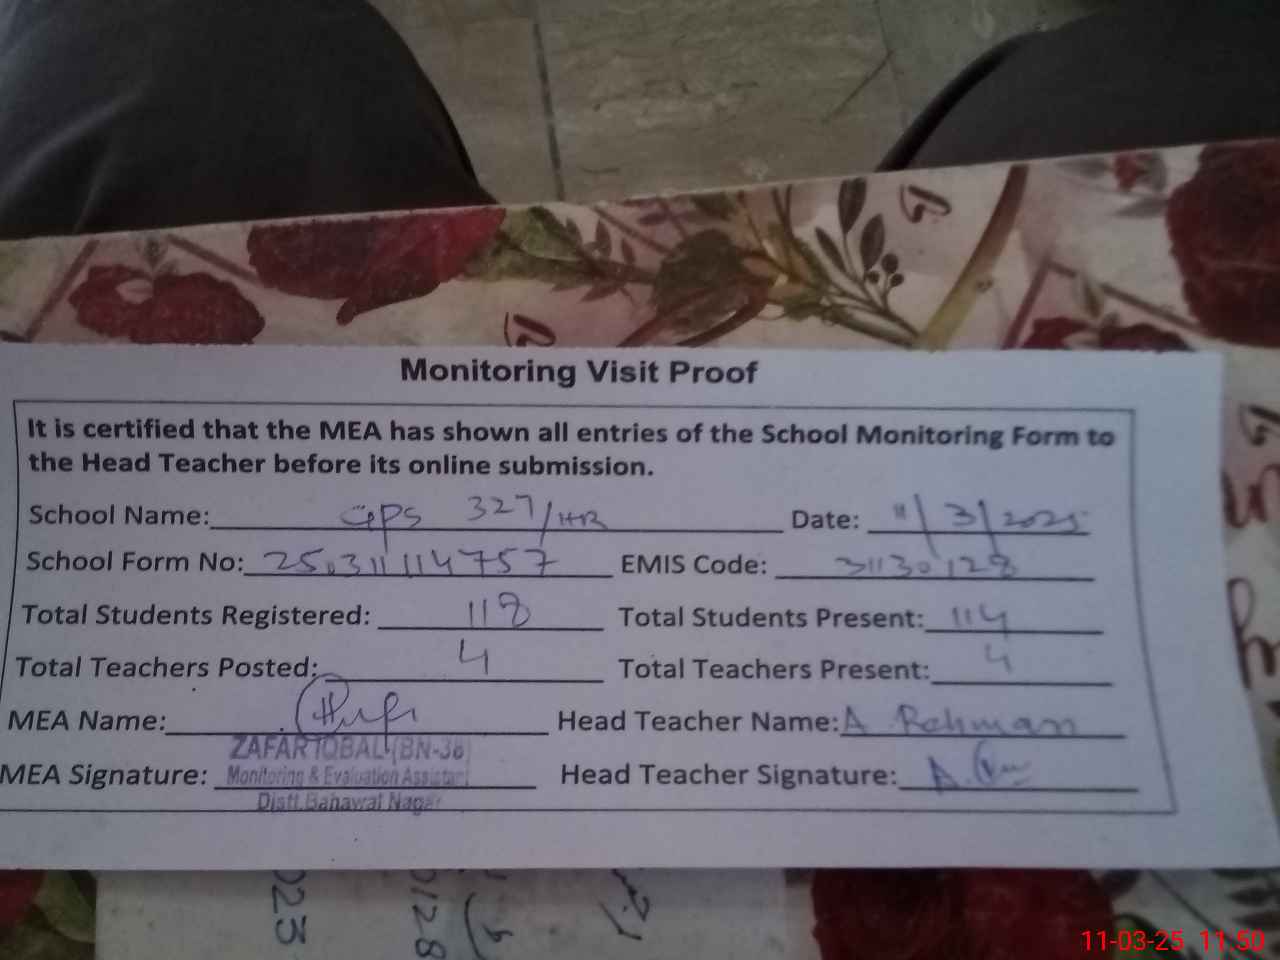 Monitoring Visit Proof
It is certified that the MEA has shown all entries of the School Monitoring Form to
the Head Teacher before its online submission.
School Name: GPS 327/HR Date: 11/3/2025
School Form No: 250311114757 EMIS Code: 31130128
Total Students Registered: 118 Total Students Present: 114
Total Teachers Posted: 4 Total Teachers Present: 4
MEA Name: Head Teacher Name: A Rehman
ZAFAR IQBAL (BN-38)
MEA Signature: Monitoring & Evaluation Assistant Head Teacher Signature:
Distt. Bahawal Nagar
023
0128
11-03-25 11:50